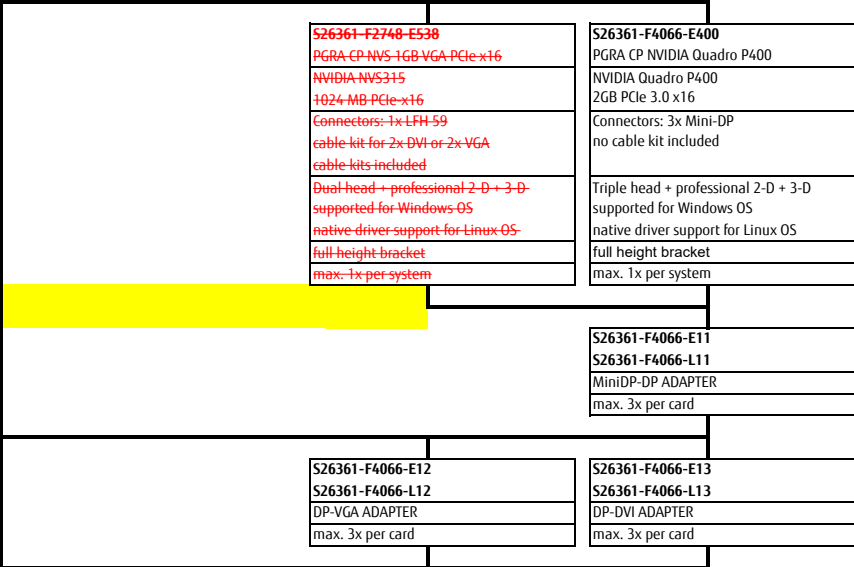 S26361-F2748-E538
PGRA CP NVS 1GB VGA PCIe x16
NVIDIA NVS315
1024 MB PCIe-x16
Connectors: 1x LFH-59
cable kit for 2x DVI or 2x VGA
cable kits included
Dual head + professional 2-D + 3-D
supported for Windows OS
native driver support for Linux OS
full height bracket
max. 1x per system
S26361-F4066-E400
PGRA CP NVIDIA Quadro P400
NVIDIA Quadro P400
2GB PCIe 3.0 x16
Connectors: 3x Mini-DP
no cable kit included
Triple head + professional 2-D + 3-D
supported for Windows OS
native driver support for Linux OS
full height bracket
max. 1x per system
S26361-F4066-E11
S26361-F4066-L11
MiniDP-DP ADAPTER
max. 3x per card
S26361-F4066-E12
S26361-F4066-L12
DP-VGA ADAPTER
max. 3x per card
S26361-F4066-E13
S26361-F4066-L13
DP-DVI ADAPTER
max. 3x per card